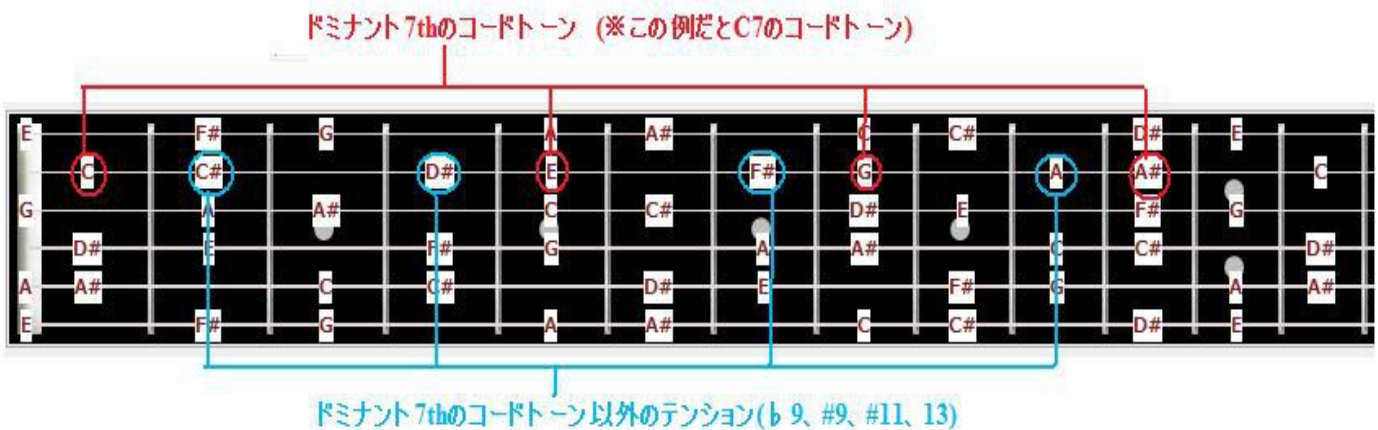 ドミナント7thのコードトーン (※この例だとC7のコードトーン)
E F# G A A# C C# D# E
C C# D# E F# G A A# C
G A A# C C# D# E F# G
D# E F# G A A# C C# D#
A A# C C# D# E F# G A A#
E F# G A A# C C# D# E
ドミナント7thのコードトーン以外のテンション(♭9、#9、#11、13)